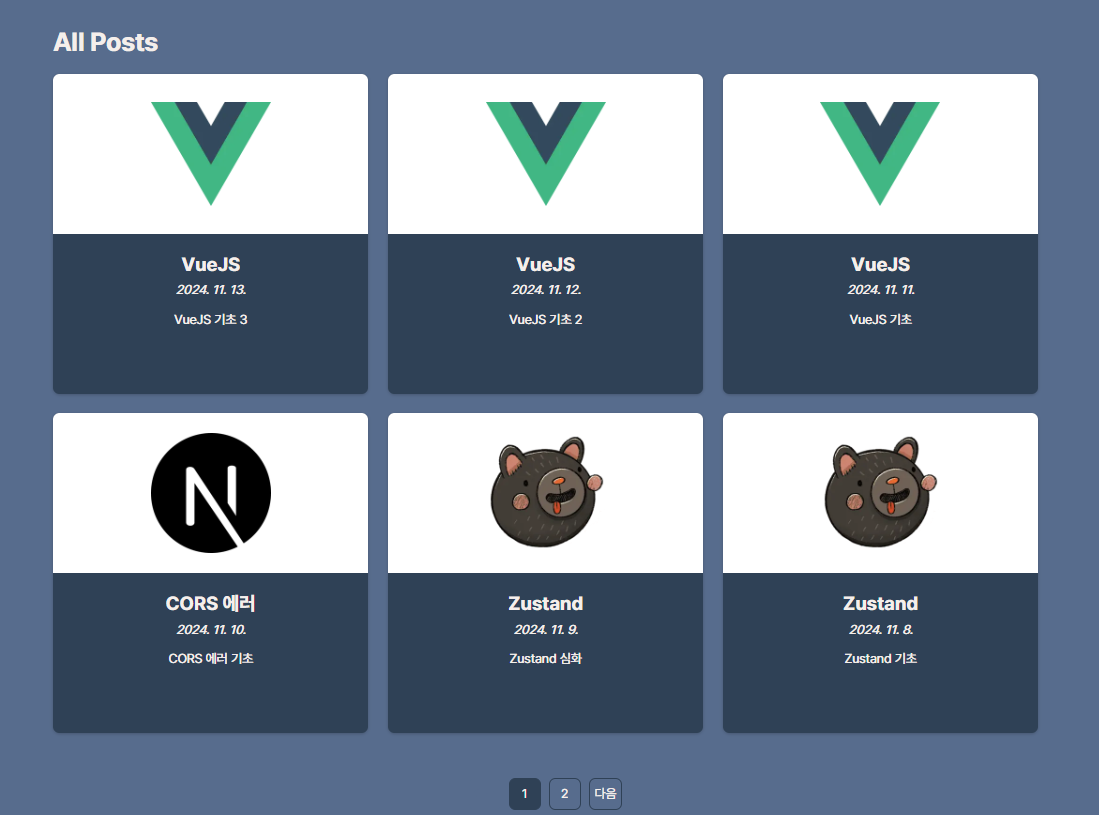 All Posts
VueJS
2024. 11. 13.
VueJS 기초 3
VueJS
2024. 11. 12.
VueJS 기초 2
VueJS
2024. 11. 11.
VueJS 기초
CORS 에러
2024. 11. 10.
CORS 에러 기초
Zustand
2024. 11. 9.
Zustand 심화
Zustand
2024. 11. 8.
Zustand 기초
1 2 다음